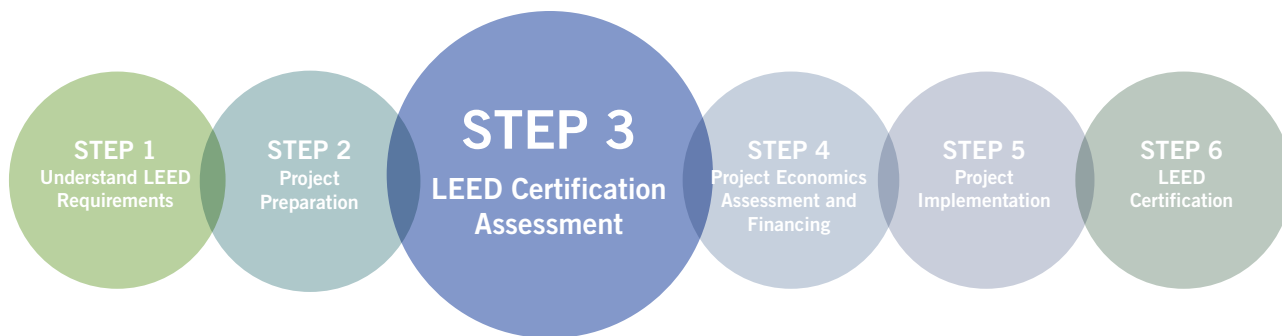 STEP 1
Understand LEED
Requirements
STEP 2
Project
Preparation
STEP 3
LEED Certification
Assessment
STEP 4
Project Economics
Assessment and
Financing
STEP 5
Project
Implementation
STEP 6
LEED
Certification